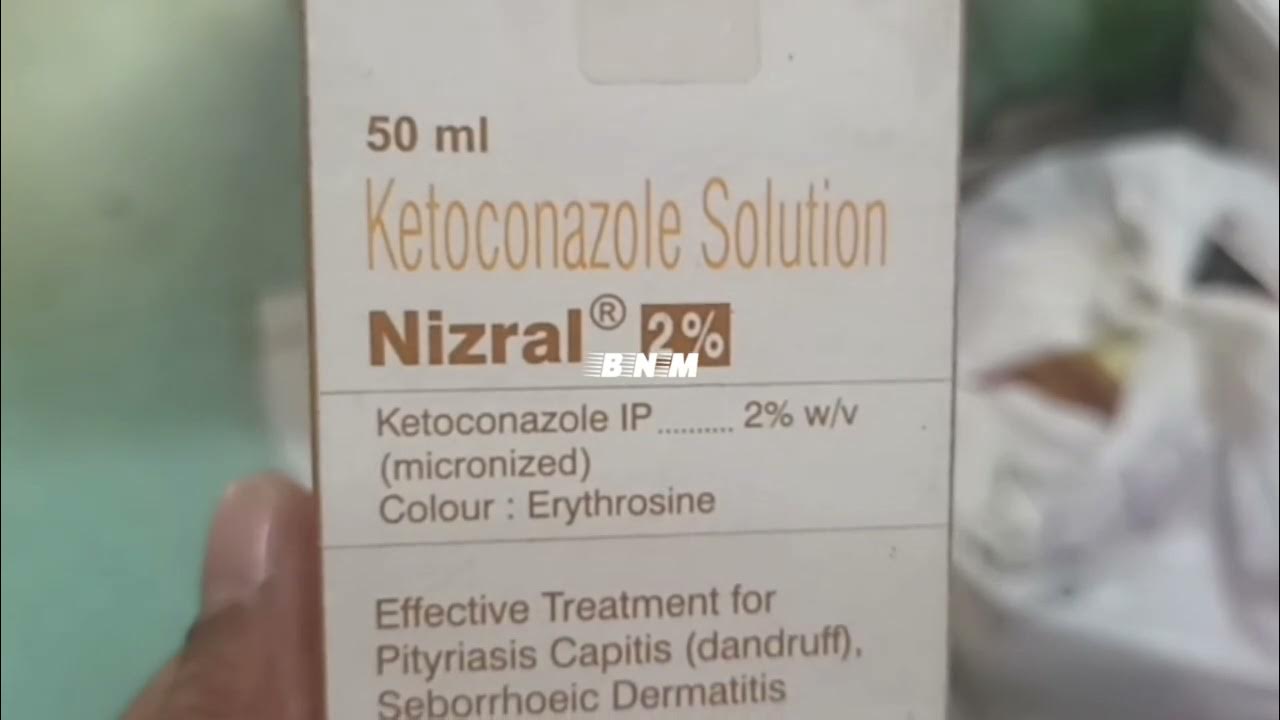 50 ml
Ketoconazole Solution
Nizral® 2%
BNM
Ketoconazole IP .......... 2% w/v
(micronized)
Colour : Erythrosine
Effective Treatment for
Pityriasis Capitis (dandruff),
Seborrhoeic Dermatitis